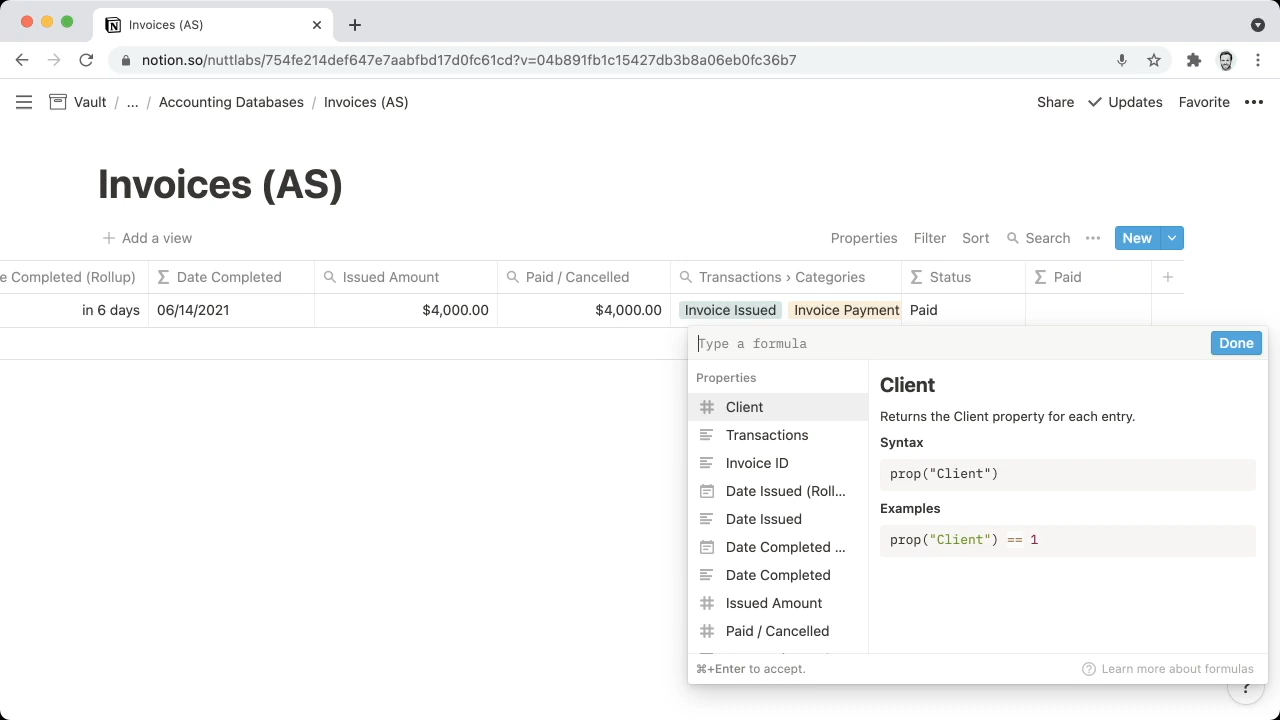 Invoices (AS)
notion.so/nuttlabs/754fe214def647e7aabfbd17d0fc61cd?v=04b891fb1c15427db3b8a06eb0fc36b7
Vault / ... / Accounting Databases / Invoices (AS)
Share Updates Favorite
Invoices (AS)
Add a view
Properties Filter Sort Search New
e Completed (Rollup) Date Completed Issued Amount Paid / Cancelled Transactions › Categories Status Paid
in 6 days 06/14/2021 $4,000.00 $4,000.00 Invoice Issued Invoice Payment Paid
Type a formula Done
Properties
Client
Transactions
Invoice ID
Date Issued (Roll...
Date Issued
Date Completed ...
Date Completed
Issued Amount
Paid / Cancelled
Client
Returns the Client property for each entry.
Syntax
prop("Client")
Examples
prop("Client") == 1
⌘+Enter to accept.
? Learn more about formulas
?